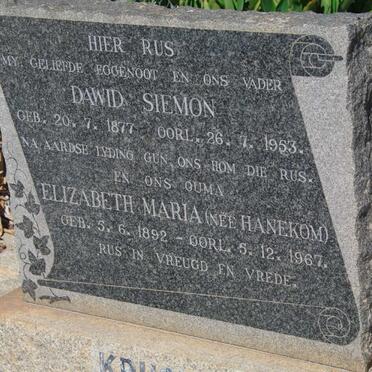 HIER RUS
MY GELIEFDE EGGENOOT EN ONS VADER
DAWID SIEMON
GEB. 20.7.1877 OORL. 26.7.1953.
NA AARDSE LYDING GUN ONS HOM DIE RUS.
EN ONS OUMA
ELIZABETH MARIA (NÉE HANEKOM)
GEB. 5.6.1892 OORL. 5.12.1967.
RUS IN VREUGD EN VREDE.